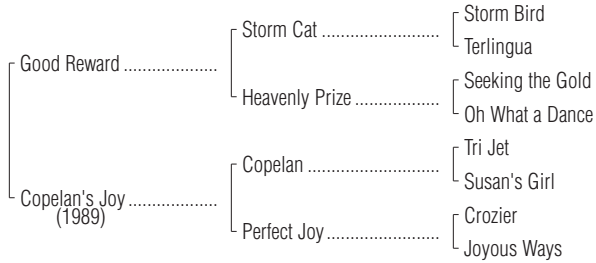 Storm Bird
Storm Cat ........................
Terlingua
Good Reward ...................
Seeking the Gold
Heavenly Prize .................
Oh What a Dance
Tri Jet
Copelan ..........................
Susan's Girl
Copelan's Joy ..................
(1989)
Crozier
Perfect Joy .......................
Joyous Ways